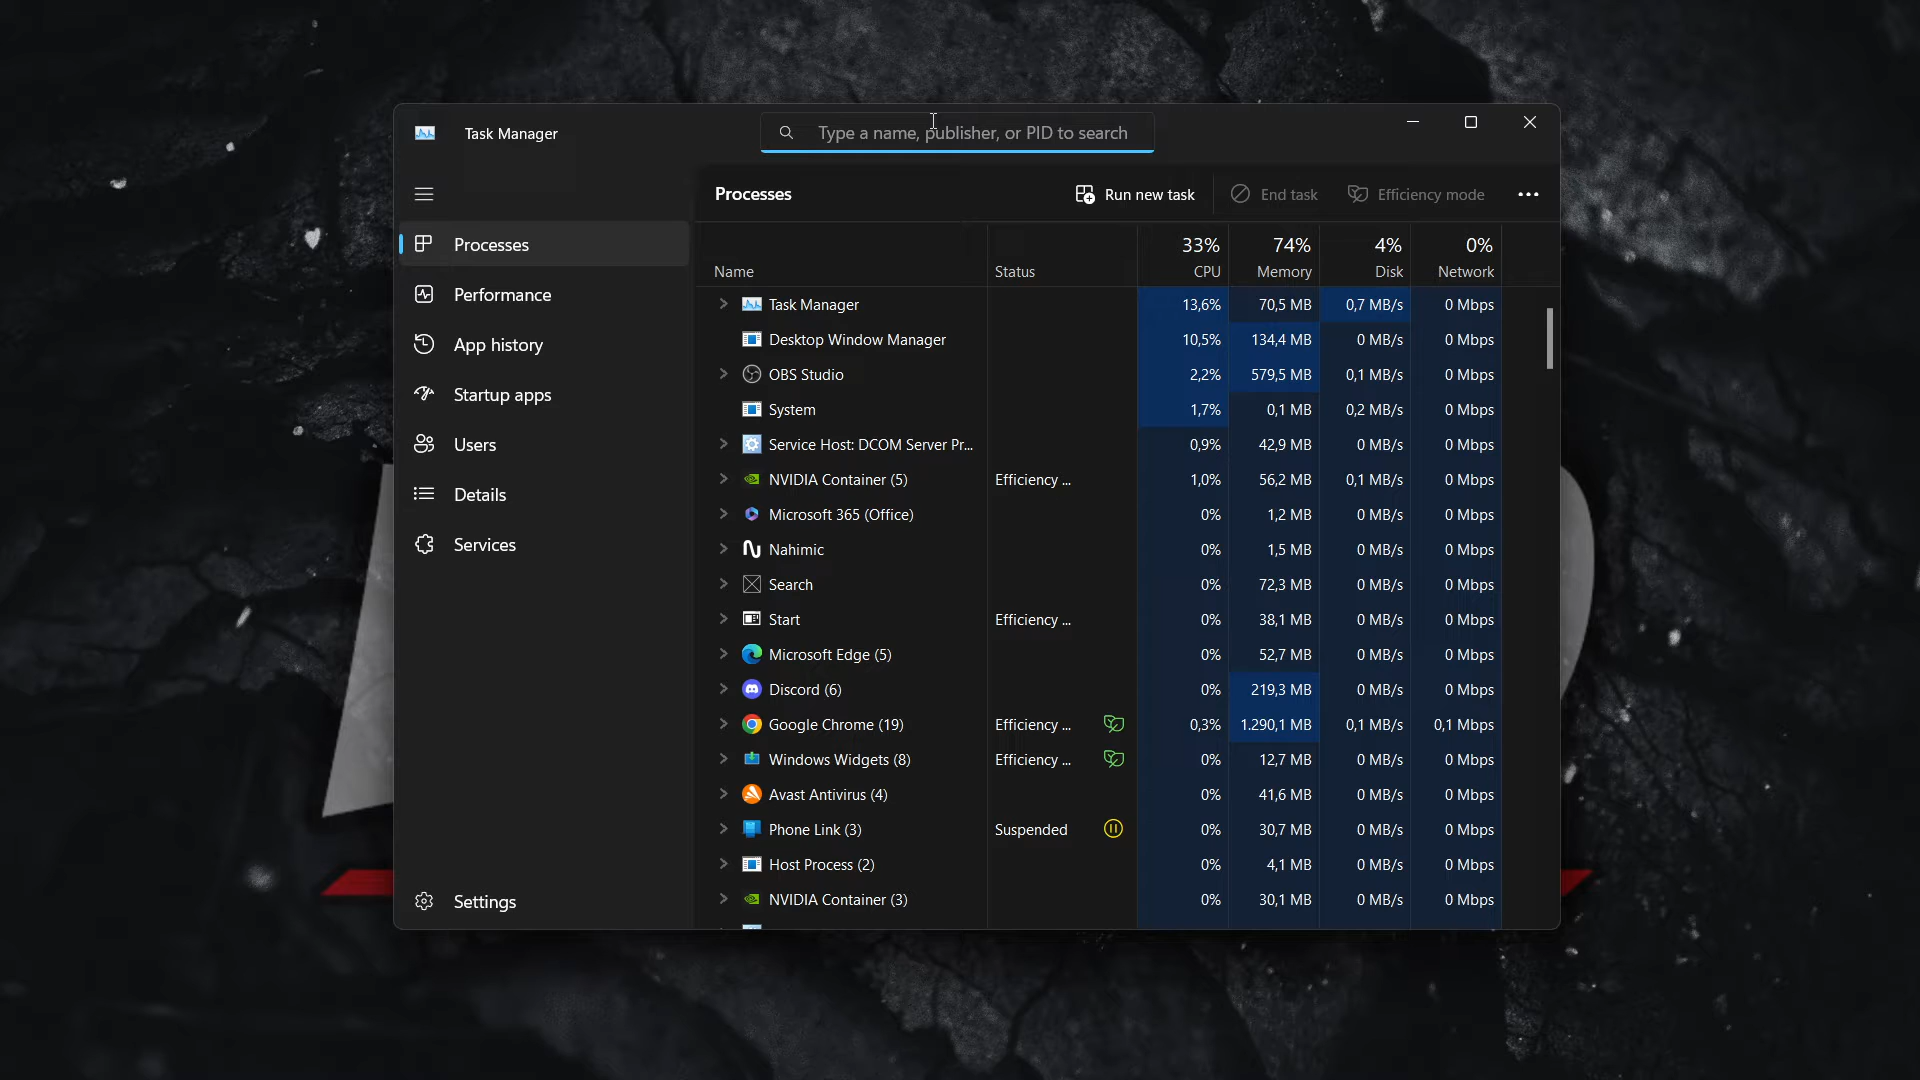 Task Manager
Type a name, publisher, or PID to search
Processes
Run new task
End task
Efficiency mode
Processes
Performance
App history
Startup apps
Users
Details
Services
Settings
33% 74% 4% 0%
Name Status CPU Memory Disk Network
Task Manager 13,6% 70,5 MB 0,7 MB/s 0 Mbps
Desktop Window Manager 10,5% 134,4 MB 0 MB/s 0 Mbps
OBS Studio 2,2% 579,5 MB 0,1 MB/s 0 Mbps
System 1,7% 0,1 MB 0,2 MB/s 0 Mbps
Service Host: DCOM Server Pr... 0,9% 42,9 MB 0 MB/s 0 Mbps
NVIDIA Container (5) Efficiency ... 1,0% 56,2 MB 0,1 MB/s 0 Mbps
Microsoft 365 (Office) 0% 1,2 MB 0 MB/s 0 Mbps
Nahimic 0% 1,5 MB 0 MB/s 0 Mbps
Search 0% 72,3 MB 0 MB/s 0 Mbps
Start Efficiency ... 0% 38,1 MB 0 MB/s 0 Mbps
Microsoft Edge (5) 0% 52,7 MB 0 MB/s 0 Mbps
Discord (6) 0% 219,3 MB 0 MB/s 0 Mbps
Google Chrome (19) Efficiency ... 0,3% 1.290,1 MB 0,1 MB/s 0,1 Mbps
Windows Widgets (8) Efficiency ... 0% 12,7 MB 0 MB/s 0 Mbps
Avast Antivirus (4) 0% 41,6 MB 0 MB/s 0 Mbps
Phone Link (3) Suspended 0% 30,7 MB 0 MB/s 0 Mbps
Host Process (2) 0% 4,1 MB 0 MB/s 0 Mbps
NVIDIA Container (3) 0% 30,1 MB 0 MB/s 0 Mbps